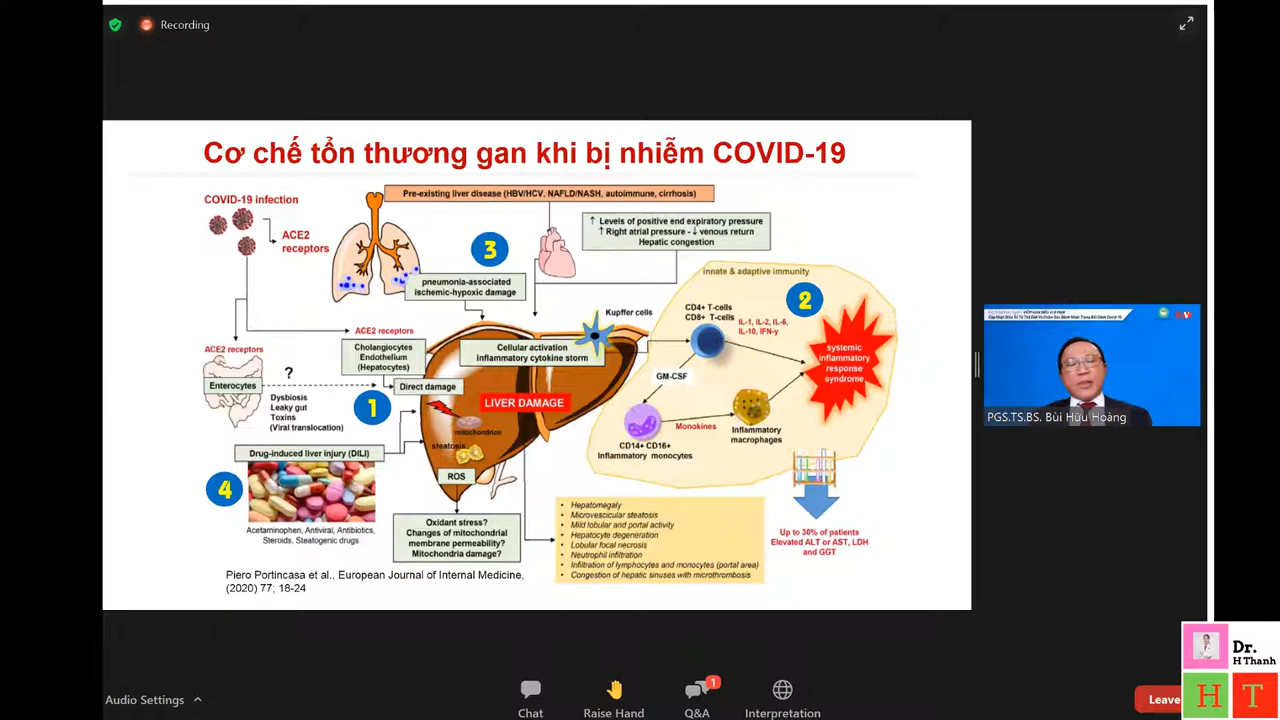 Recording
Cơ chế tổn thương gan khi bị nhiễm COVID-19
COVID-19 infection
ACE2
receptors
Pre-existing liver disease (HBV/HCV, NAFLD/NASH, autoimmune, cirrhosis)
↑ Levels of positive end expiratory pressure
↑ Right atrial pressure - ↓ venous return
Hepatic congestion
3
pneumonia-associated
ischemic-hypoxic damage
innate & adaptive immunity
2
Kupffer cells
CD4+ T-cells
CD8+ T-cells
IL-1, IL-2, IL-6,
IL-10, IFN-γ
systemic
inflammatory
response
syndrome
ACE2 receptors
Cholangiocytes
Endothelium
(Hepatocytes)
Cellular activation
inflammatory cytokine storm
ACE2 receptors
Enterocytes
?
Dysbiosis
Leaky gut
Toxins
(Viral translocation)
1
Direct damage
LIVER DAMAGE
GM-CSF
mitochondrion
steatosis
ROS
Monokines
CD14+ CD16+
inflammatory monocytes
Inflammatory
macrophages
Drug-induced liver injury (DILI)
4
Acetaminophen, Antiviral, Antibiotics,
Steroids, Steatogenic drugs
Oxidant stress?
Changes of mitochondrial
membrane permeability?
Mitochondria damage?
• Hepatomegaly
• Microvescicular steatosis
• Mild lobular and portal activity
• Hepatocyte degeneration
• Lobular focal necrosis
• Neutrophil infiltration
• Infiltration of lymphocytes and monocytes (portal area)
• Congestion of hepatic sinuses with microthrombosis
Up to 30% of patients
Elevated ALT or AST, LDH
and GGT
Piero Portincasa et al., European Journal of Internal Medicine,
(2020) 77; 18-24
PGS.TS.BS. Bùi Hữu Hoàng
Dr.
H Thanh
H T
Audio Settings
Chat
Raise Hand
1
Q&A
Interpretation
Leave